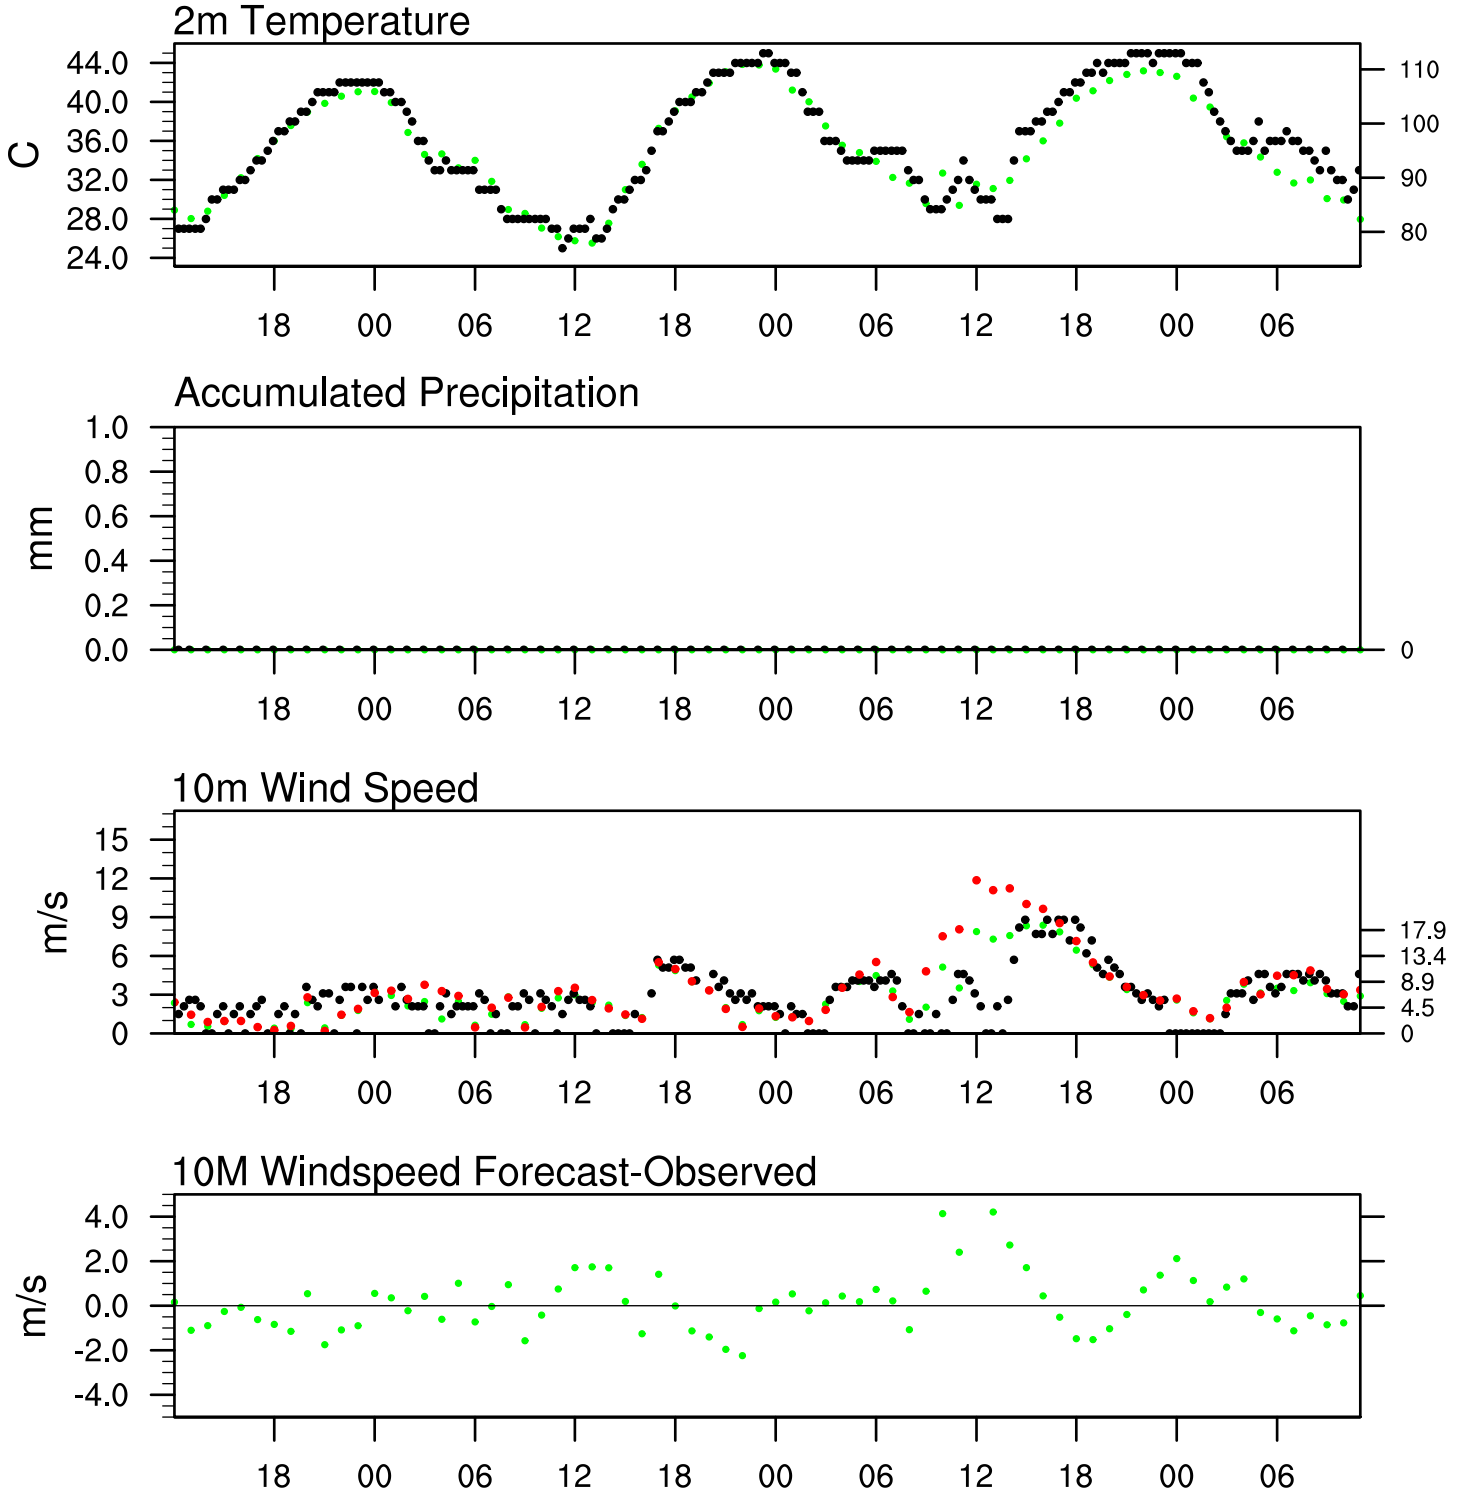 2m Temperature
44.0
40.0
36.0
32.0
28.0
24.0
C
110
100
90
80
18 00 06 12 18 00 06 12 18 00 06
Accumulated Precipitation
1.0
0.8
0.6
0.4
0.2
0.0
mm
0
18 00 06 12 18 00 06 12 18 00 06
10m Wind Speed
15
12
9
6
3
0
m/s
17.9
13.4
8.9
4.5
0
18 00 06 12 18 00 06 12 18 00 06
10M Windspeed Forecast-Observed
4.0
2.0
0.0
-2.0
-4.0
m/s
18 00 06 12 18 00 06 12 18 00 06